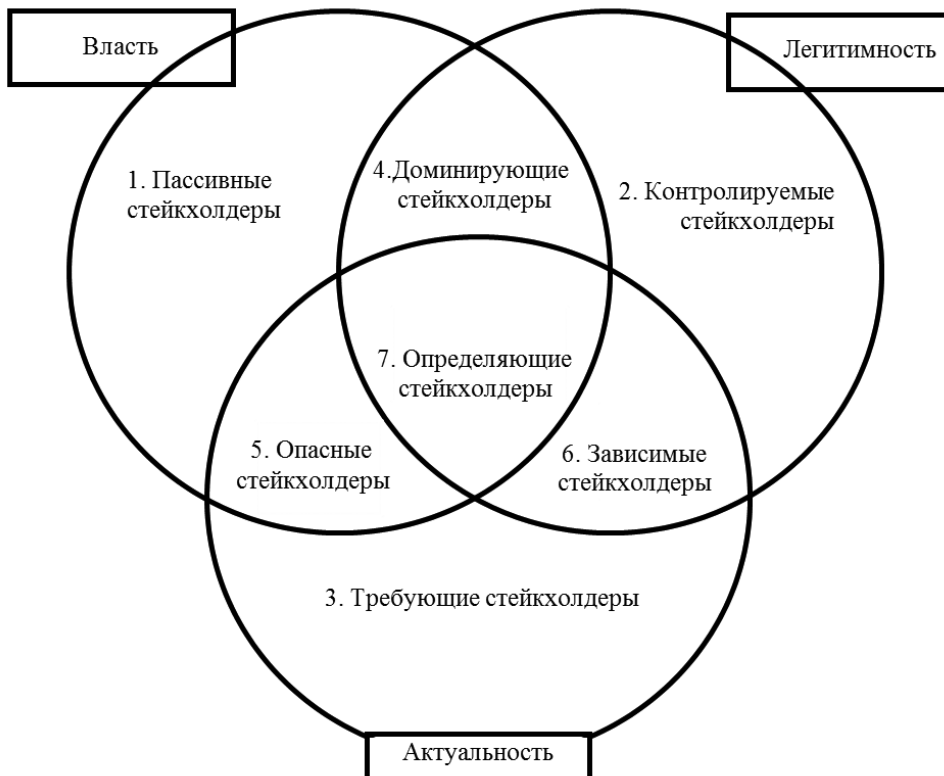 Власть
Легитимность
1. Пассивные
стейкхолдеры
4.Доминирующие
стейкхолдеры
2. Контролируемые
стейкхолдеры
7. Определяющие
стейкхолдеры
5. Опасные
стейкхолдеры
6. Зависимые
стейкхолдеры
3. Требующие стейкхолдеры
Актуальность